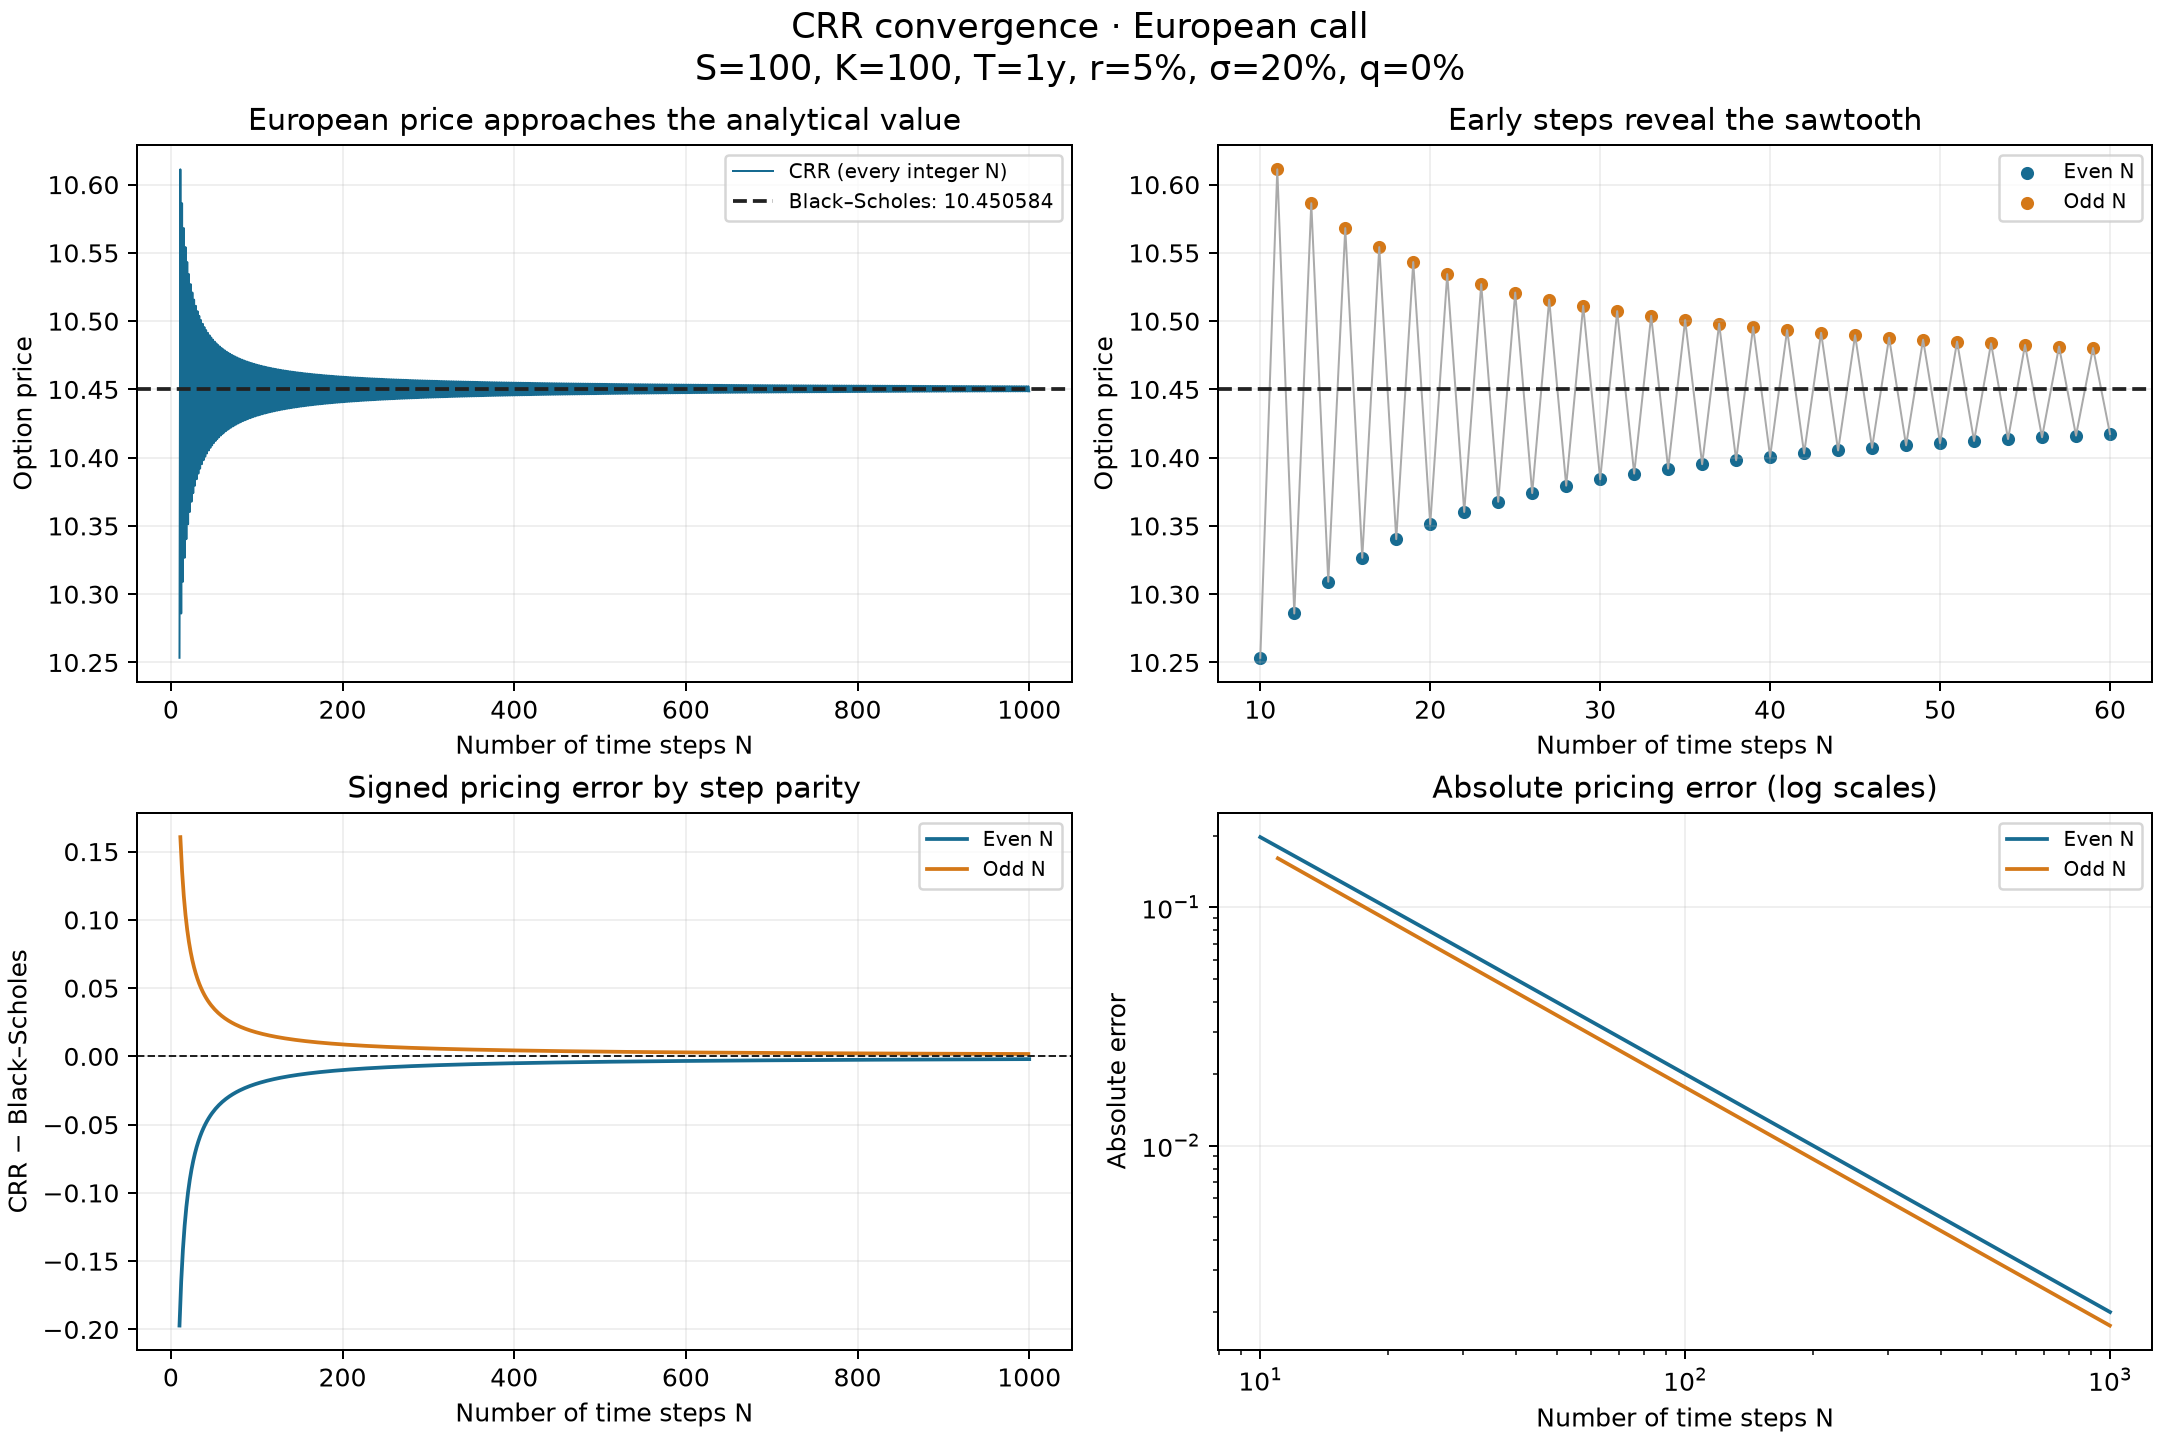 CRR convergence · European call
S=100, K=100, T=1y, r=5%, σ=20%, q=0%
European price approaches the analytical value
CRR (every integer N)
Black–Scholes: 10.450584
Option price
10.60
10.55
10.50
10.45
10.40
10.35
10.30
10.25
0
200
400
600
800
1000
Number of time steps N
Early steps reveal the sawtooth
Even N
Odd N
Option price
10.60
10.55
10.50
10.45
10.40
10.35
10.30
10.25
10
20
30
40
50
60
Number of time steps N
Signed pricing error by step parity
Even N
Odd N
CRR − Black–Scholes
0.15
0.10
0.05
0.00
−0.05
−0.10
−0.15
−0.20
0
200
400
600
800
1000
Number of time steps N
Absolute pricing error (log scales)
Even N
Odd N
Absolute error
10⁻¹
10⁻²
10¹
10²
10³
Number of time steps N